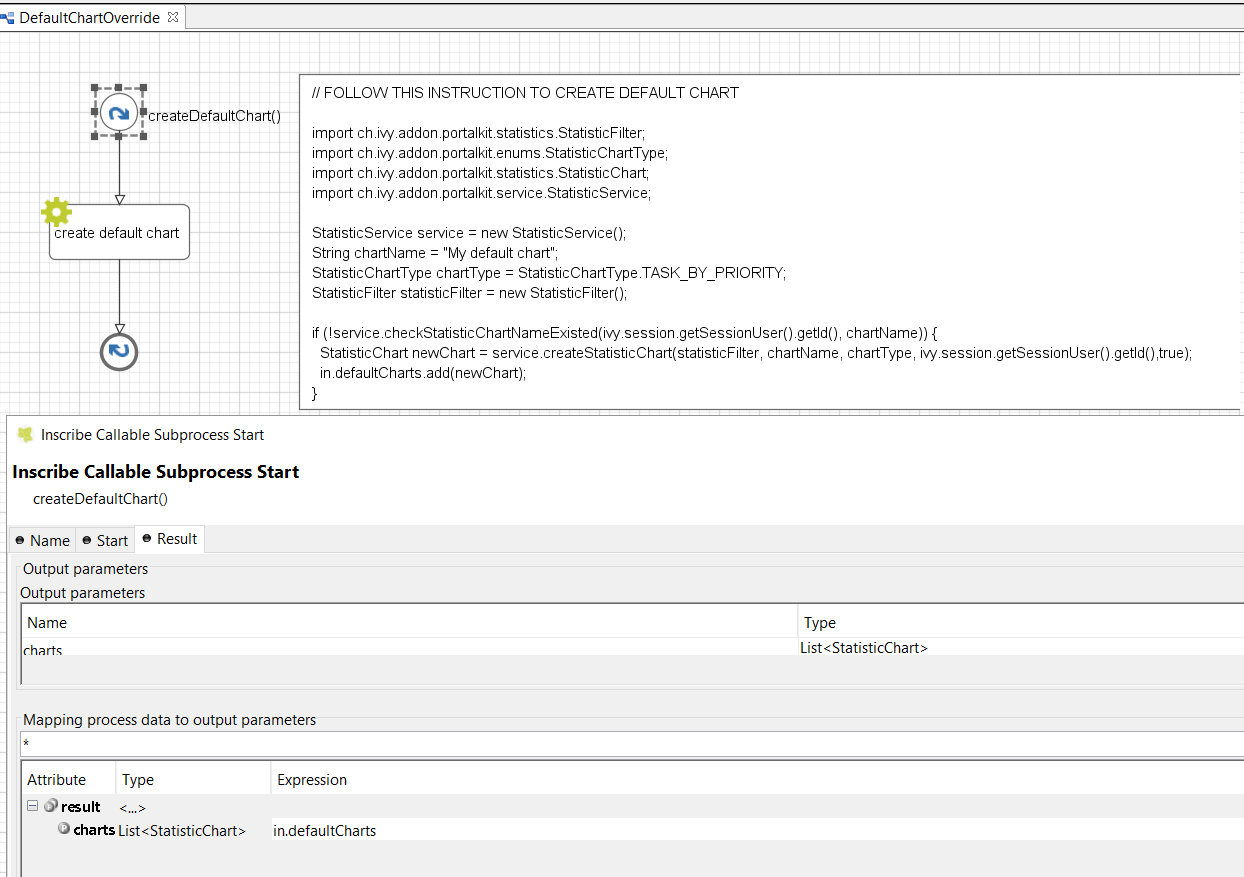 DefaultChartOverride
createDefaultChart()
create default chart
// FOLLOW THIS INSTRUCTION TO CREATE DEFAULT CHART
import ch.ivy.addon.portalkit.statistics.StatisticFilter;
import ch.ivy.addon.portalkit.enums.StatisticChartType;
import ch.ivy.addon.portalkit.statistics.StatisticChart;
import ch.ivy.addon.portalkit.service.StatisticService;
StatisticService service = new StatisticService();
String chartName = "My default chart";
StatisticChartType chartType = StatisticChartType.TASK_BY_PRIORITY;
StatisticFilter statisticFilter = new StatisticFilter();
if (!service.checkStatisticChartNameExisted(ivy.session.getSessionUser().getId(), chartName)) {
StatisticChart newChart = service.createStatisticChart(statisticFilter, chartName, chartType, ivy.session.getSessionUser().getId(),true);
in.defaultCharts.add(newChart);
}
Inscribe Callable Subprocess Start
Inscribe Callable Subprocess Start
createDefaultChart()
Name Start Result
Output parameters
Output parameters
Name Type
charts List<StatisticChart>
Mapping process data to output parameters
*
Attribute Type Expression
result <...>
charts List<StatisticChart> in.defaultCharts